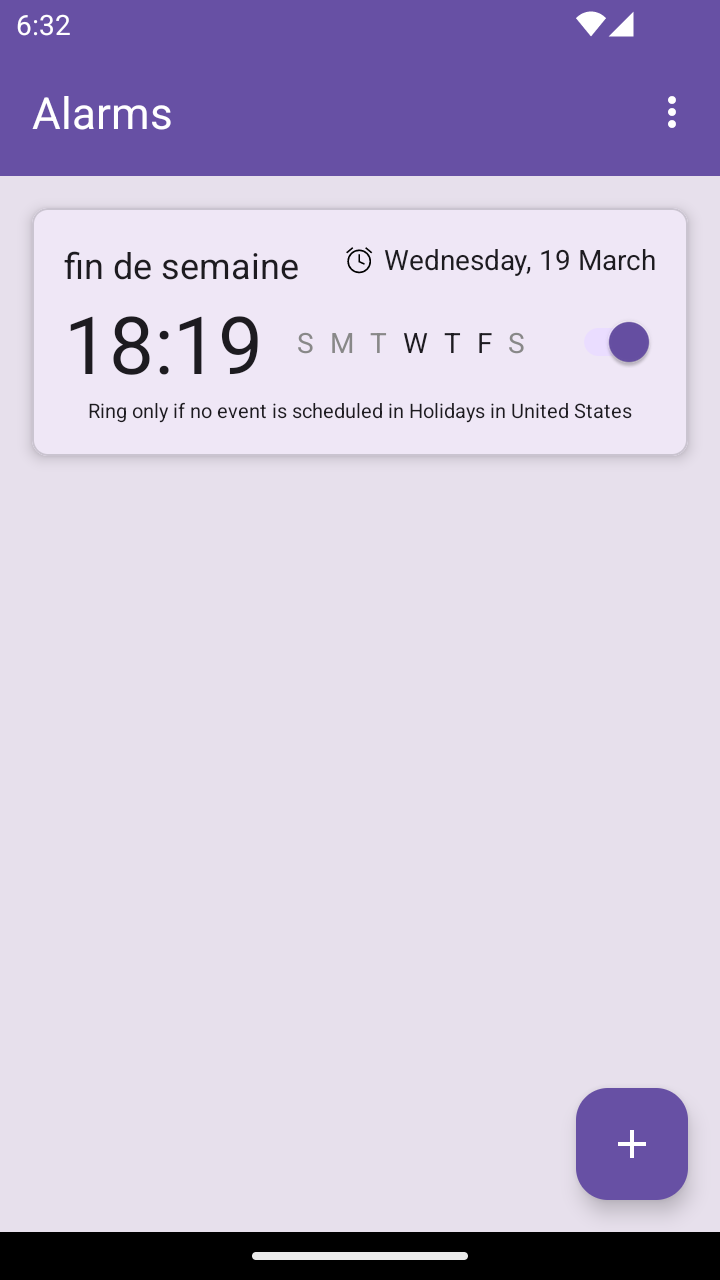 6:32
Alarms
fin de semaine
Wednesday, 19 March
18:19
S M T W T F S
Ring only if no event is scheduled in Holidays in United States